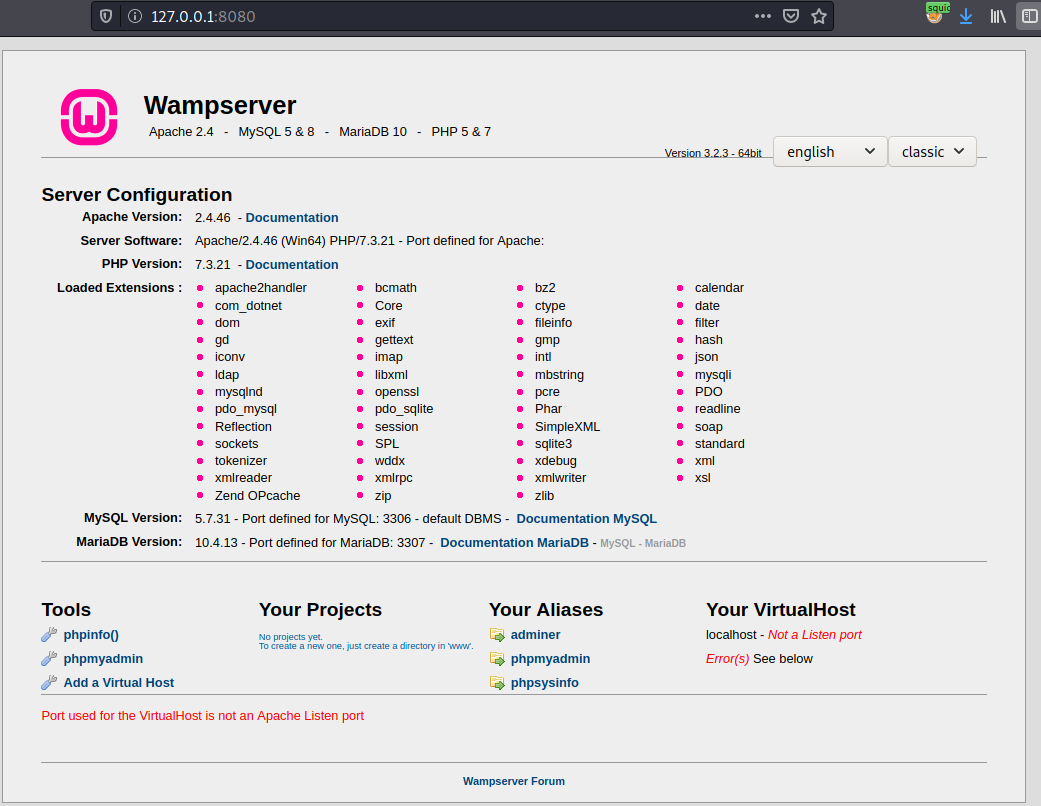 127.0.0.1:8080
squid
Wampserver
Apache 2.4 - MySQL 5 & 8 - MariaDB 10 - PHP 5 & 7
Version 3.2.3 - 64bit english classic
Server Configuration
Apache Version: 2.4.46 - Documentation
Server Software: Apache/2.4.46 (Win64) PHP/7.3.21 - Port defined for Apache:
PHP Version: 7.3.21 - Documentation
Loaded Extensions : apache2handler bcmath bz2 calendar
com_dotnet Core ctype date
dom exif fileinfo filter
gd gettext gmp hash
iconv imap intl json
ldap libxml mbstring mysqli
mysqlnd openssl pcre PDO
pdo_mysql pdo_sqlite Phar readline
Reflection session SimpleXML soap
sockets SPL sqlite3 standard
tokenizer wddx xdebug xml
xmlreader xmlrpc xmlwriter xsl
Zend OPcache zip zlib
MySQL Version: 5.7.31 - Port defined for MySQL: 3306 - default DBMS - Documentation MySQL
MariaDB Version: 10.4.13 - Port defined for MariaDB: 3307 - Documentation MariaDB - MySQL - MariaDB
Tools
phpinfo()
phpmyadmin
Add a Virtual Host
Your Projects
No projects yet.
To create a new one, just create a directory in 'www'.
Your Aliases
adminer
phpmyadmin
phpsysinfo
Your VirtualHost
localhost - Not a Listen port
Error(s) See below
Port used for the VirtualHost is not an Apache Listen port
Wampserver Forum